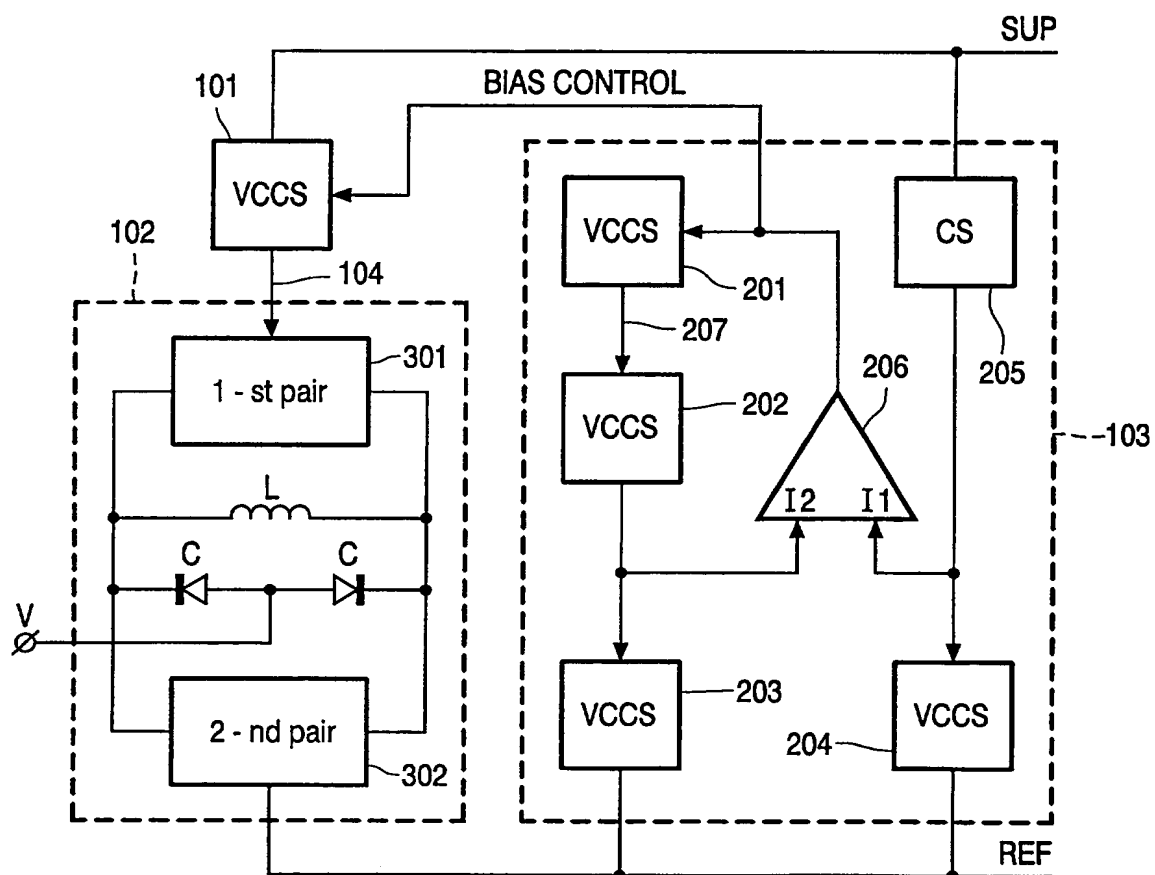 SUP
BIAS CONTROL
101
VCCS
102
104
VCCS
201
CS
205
207
1 - st pair
301
VCCS
202
206
I2 I1
103
L
C C
V
2 - nd pair
302
VCCS
203
VCCS
204
REF